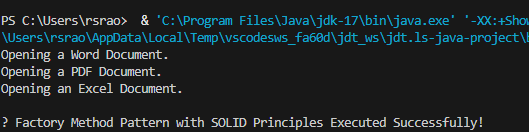 PS C:\Users\rsrao>  & 'C:\Program Files\Java\jdk-17\bin\java.exe' '-XX:+Show
\Users\rsrao\AppData\Local\Temp\vscodesws_fa60d\jdt_ws\jdt.ls-java-project\b
Opening a Word Document.
Opening a PDF Document.
Opening an Excel Document.
? Factory Method Pattern with SOLID Principles Executed Successfully!